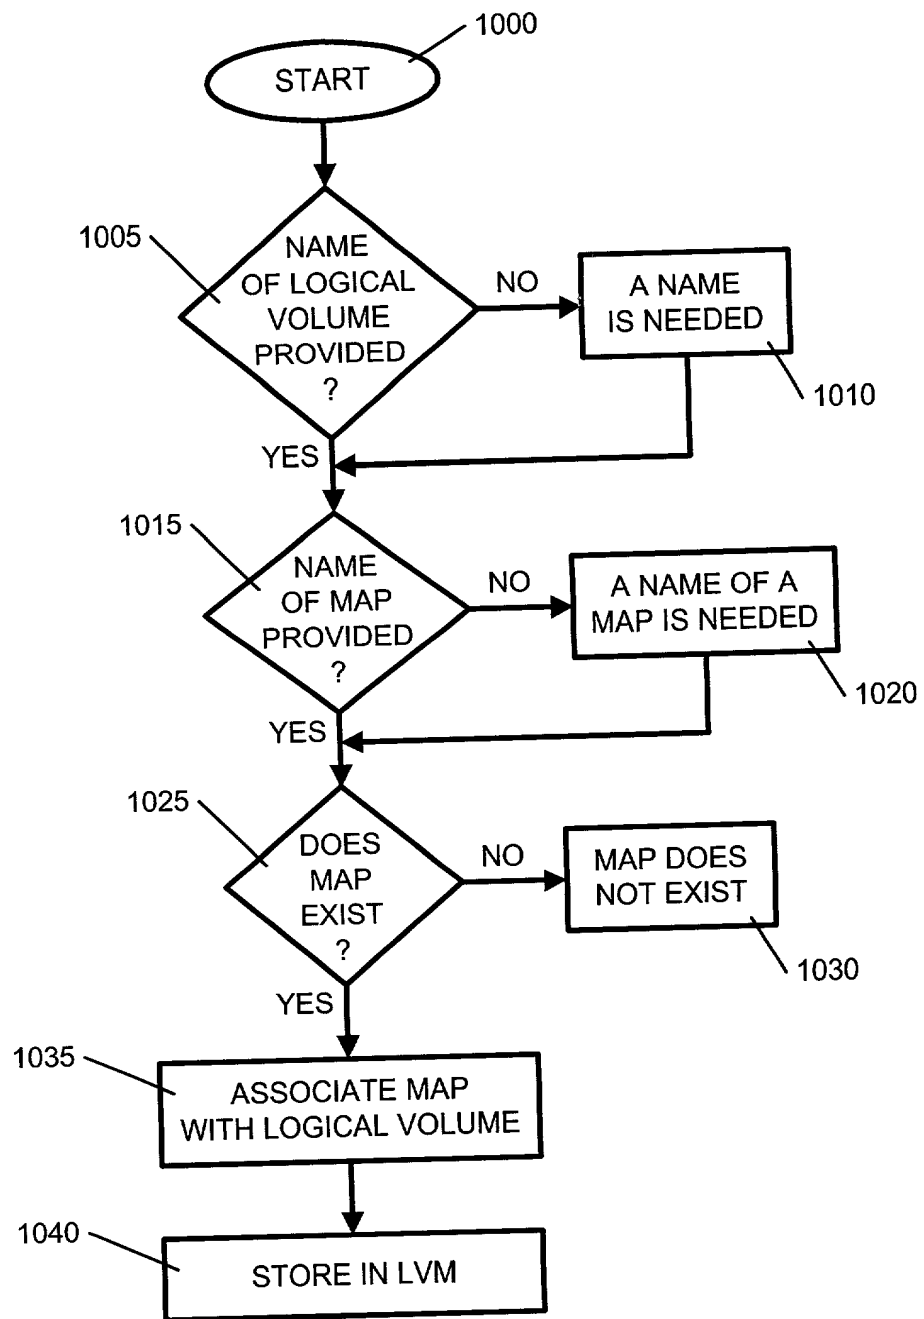 1000
START
1005
NAME
OF LOGICAL
VOLUME
PROVIDED
?
NO
A NAME
IS NEEDED
1010
YES
1015
NAME
OF MAP
PROVIDED
?
NO
A NAME OF A
MAP IS NEEDED
1020
YES
1025
DOES
MAP
EXIST
?
NO
MAP DOES
NOT EXIST
1030
YES
1035
ASSOCIATE MAP
WITH LOGICAL VOLUME
1040
STORE IN LVM